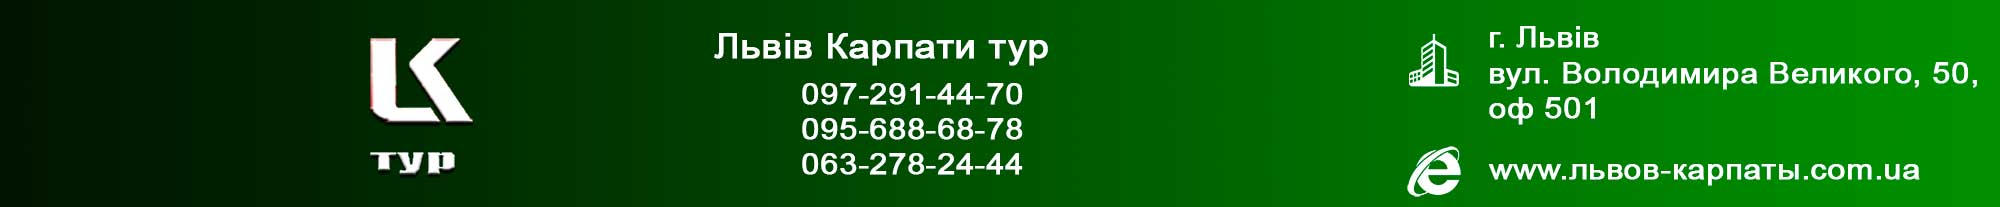 LK
тур
Львів Карпати тур
097-291-44-70
095-688-68-78
063-278-24-44
г. Львів
вул. Володимира Великого, 50,
оф 501
www.львов-карпаты.com.ua